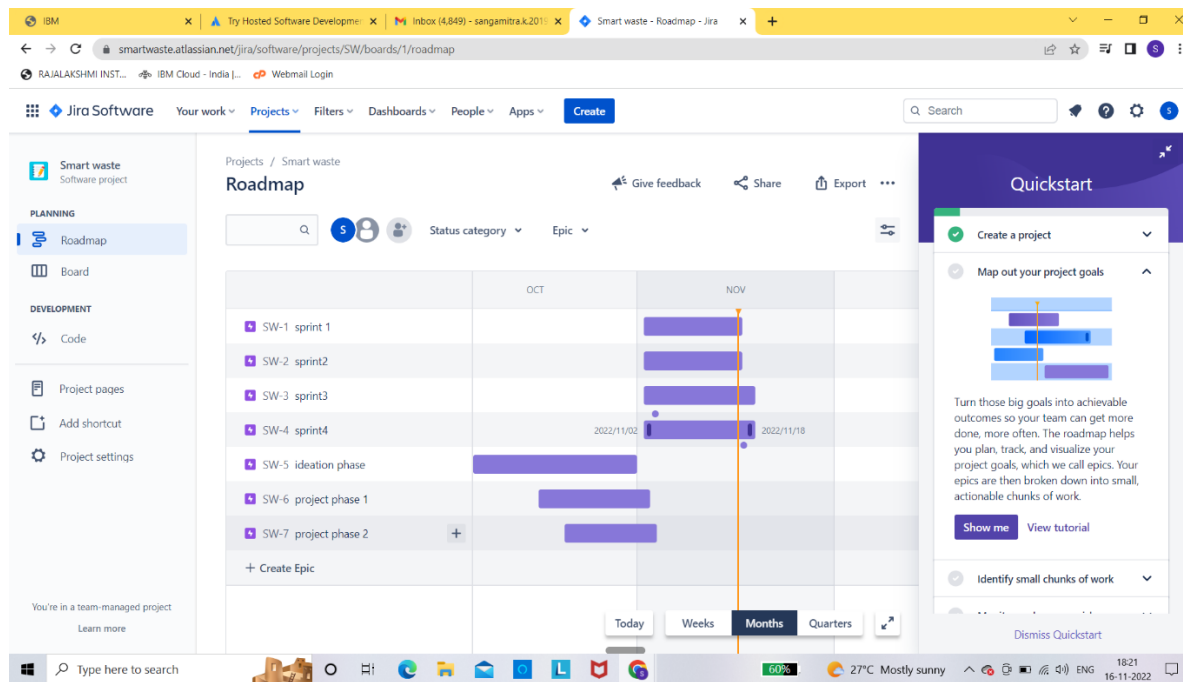 IBM
Try Hosted Software Developmer
Inbox (4,849) - sangamitra.k.2019
Smart waste - Roadmap - Jira
smartwaste.atlassian.net/jira/software/projects/SW/boards/1/roadmap
RAJALAKSHMI INST... IBM Cloud - India |... Webmail Login
Jira Software Your work Projects Filters Dashboards People Apps Create Search S
Smart waste
Software project
PLANNING
Roadmap
Board
DEVELOPMENT
Code
Project pages
Add shortcut
Project settings
You're in a team-managed project
Learn more
Projects / Smart waste
Roadmap
Give feedback Share Export
S Status category Epic
OCT NOV
SW-1 sprint 1
SW-2 sprint2
SW-3 sprint3
SW-4 sprint4 2022/11/02 2022/11/18
SW-5 ideation phase
SW-6 project phase 1
SW-7 project phase 2 +
+ Create Epic
Today Weeks Months Quarters
Quickstart
Create a project
Map out your project goals
Turn those big goals into achievable
outcomes so your team can get more
done, more often. The roadmap helps
you plan, track, and visualize your
project goals, which we call epics. Your
epics are then broken down into small,
actionable chunks of work.
Show me View tutorial
Identify small chunks of work
Dismiss Quickstart
Type here to search
60% 27°C Mostly sunny ENG 18:21
16-11-2022